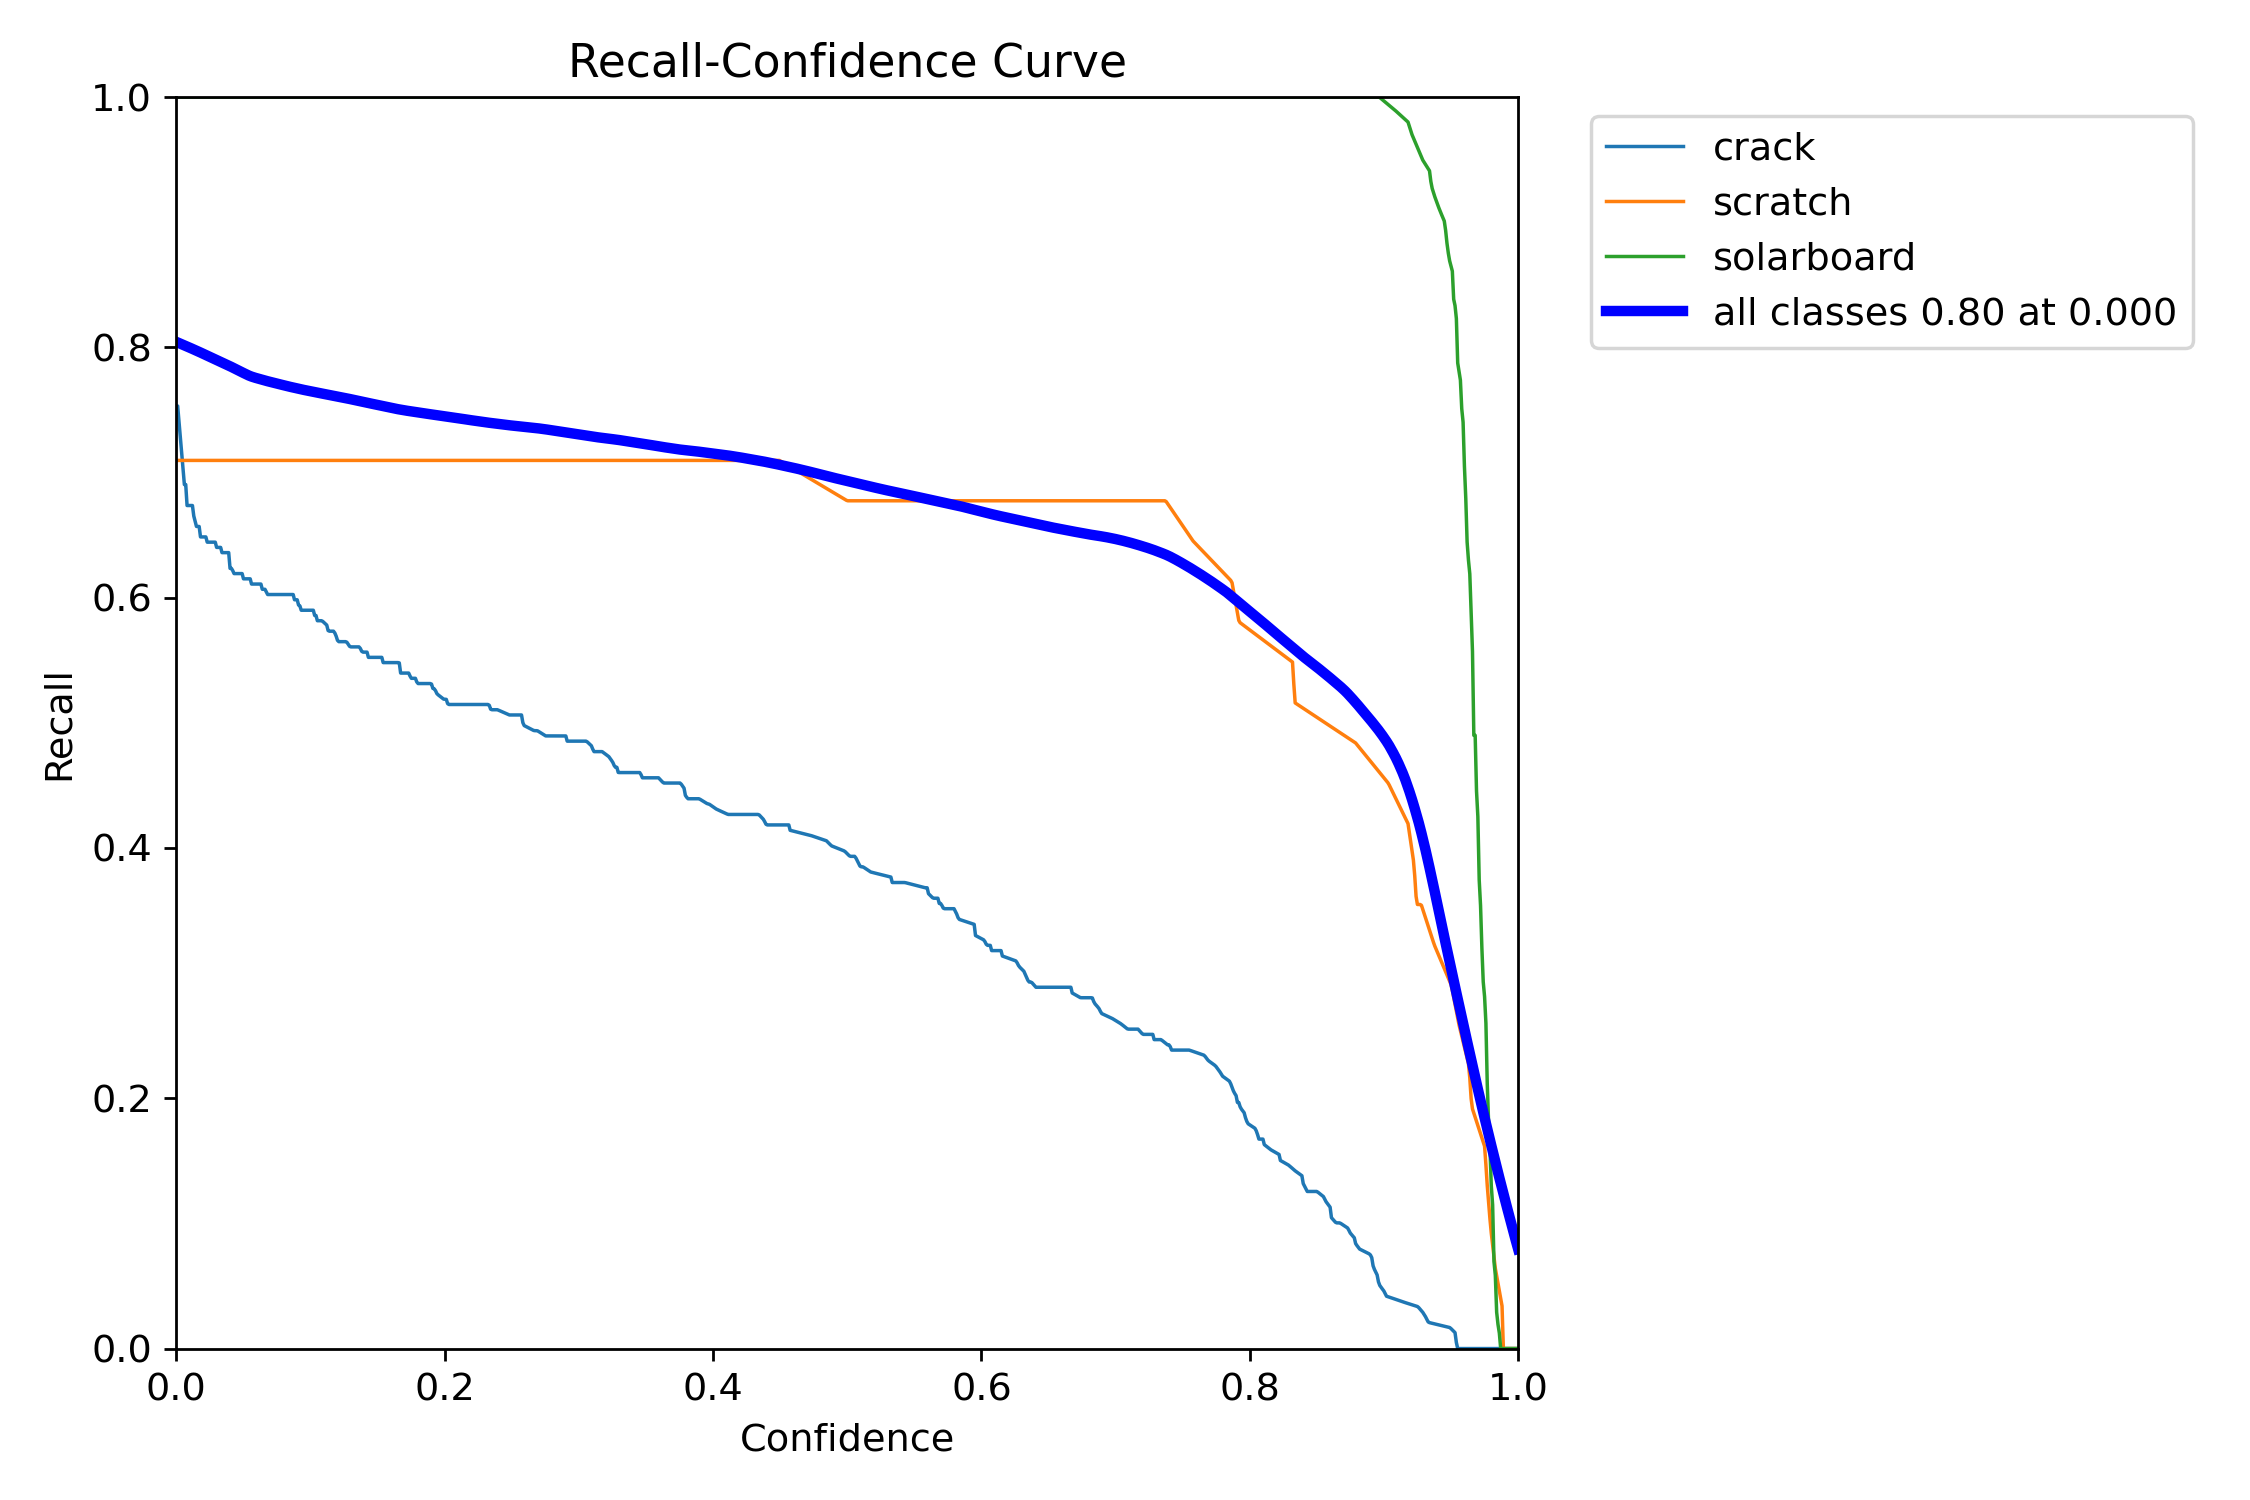 Recall-Confidence Curve
1.0
0.8
0.6
0.4
0.2
0.0
Recall
0.0 0.2 0.4 0.6 0.8 1.0
Confidence
crack
scratch
solarboard
all classes 0.80 at 0.000